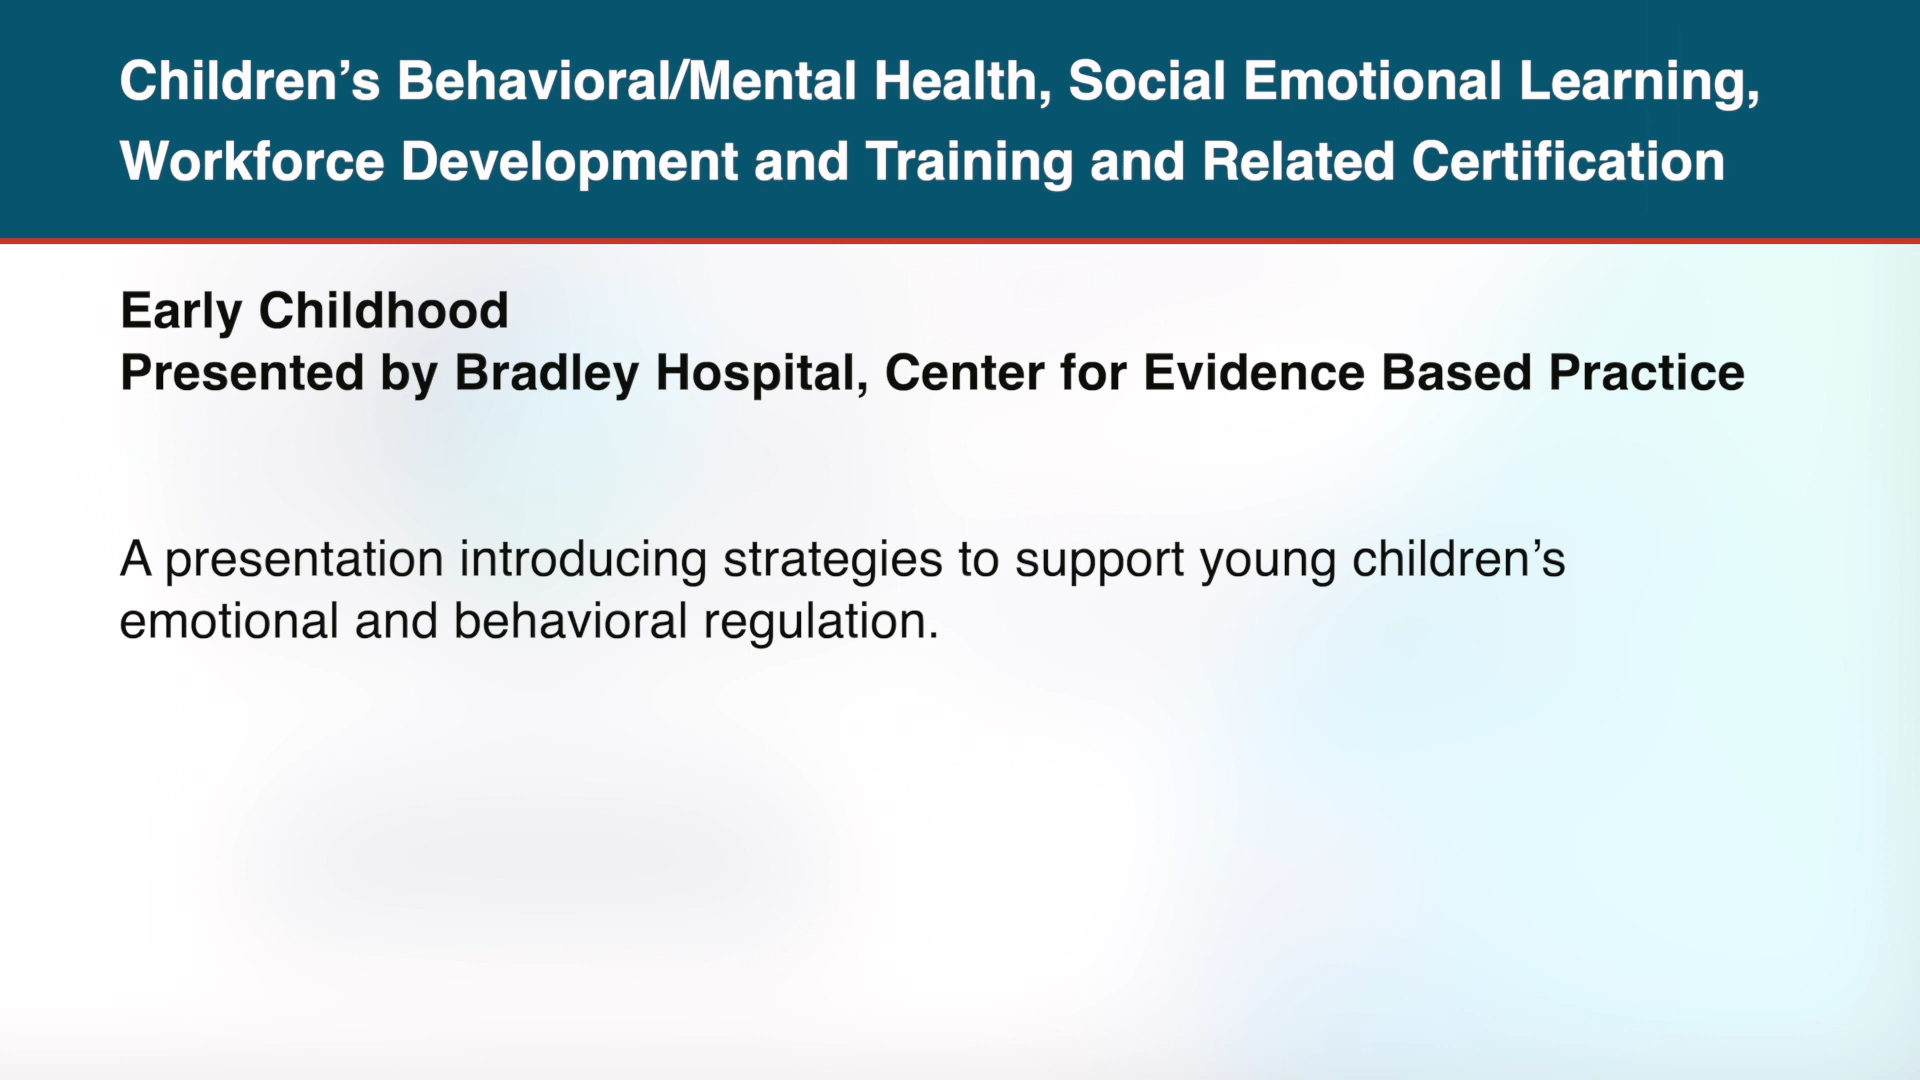 Children’s Behavioral/Mental Health, Social Emotional Learning,
Workforce Development and Training and Related Certification
Early Childhood
Presented by Bradley Hospital, Center for Evidence Based Practice
A presentation introducing strategies to support young children’s
emotional and behavioral regulation.